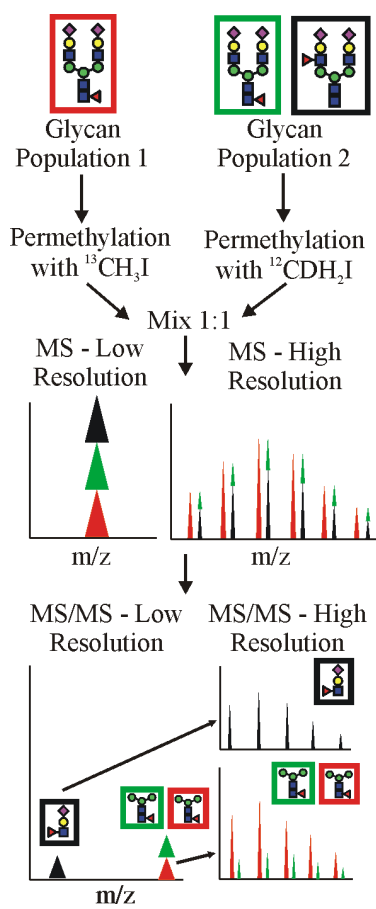 Glycan
Population 1
Glycan
Population 2
Permethylation
with ¹³CH₃I
Permethylation
with ¹²CDH₂I
Mix 1:1
MS - Low
Resolution
MS - High
Resolution
m/z
m/z
MS/MS - Low
Resolution
MS/MS - High
Resolution
m/z